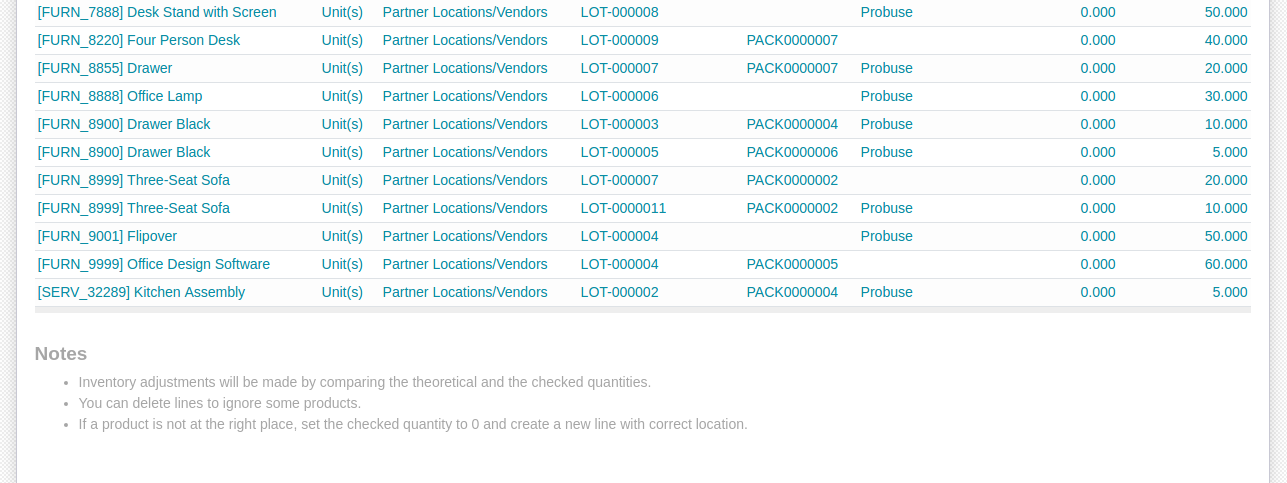 [FURN_7888] Desk Stand with Screen Unit(s) Partner Locations/Vendors LOT-000008 Probuse 0.000 50.000
[FURN_8220] Four Person Desk Unit(s) Partner Locations/Vendors LOT-000009 PACK0000007 0.000 40.000
[FURN_8855] Drawer Unit(s) Partner Locations/Vendors LOT-000007 PACK0000007 Probuse 0.000 20.000
[FURN_8888] Office Lamp Unit(s) Partner Locations/Vendors LOT-000006 Probuse 0.000 30.000
[FURN_8900] Drawer Black Unit(s) Partner Locations/Vendors LOT-000003 PACK0000004 Probuse 0.000 10.000
[FURN_8900] Drawer Black Unit(s) Partner Locations/Vendors LOT-000005 PACK0000006 Probuse 0.000 5.000
[FURN_8999] Three-Seat Sofa Unit(s) Partner Locations/Vendors LOT-000007 PACK0000002 0.000 20.000
[FURN_8999] Three-Seat Sofa Unit(s) Partner Locations/Vendors LOT-0000011 PACK0000002 Probuse 0.000 10.000
[FURN_9001] Flipover Unit(s) Partner Locations/Vendors LOT-000004 Probuse 0.000 50.000
[FURN_9999] Office Design Software Unit(s) Partner Locations/Vendors LOT-000004 PACK0000005 0.000 60.000
[SERV_32289] Kitchen Assembly Unit(s) Partner Locations/Vendors LOT-000002 PACK0000004 Probuse 0.000 5.000
Notes
• Inventory adjustments will be made by comparing the theoretical and the checked quantities.
• You can delete lines to ignore some products.
• If a product is not at the right place, set the checked quantity to 0 and create a new line with correct location.